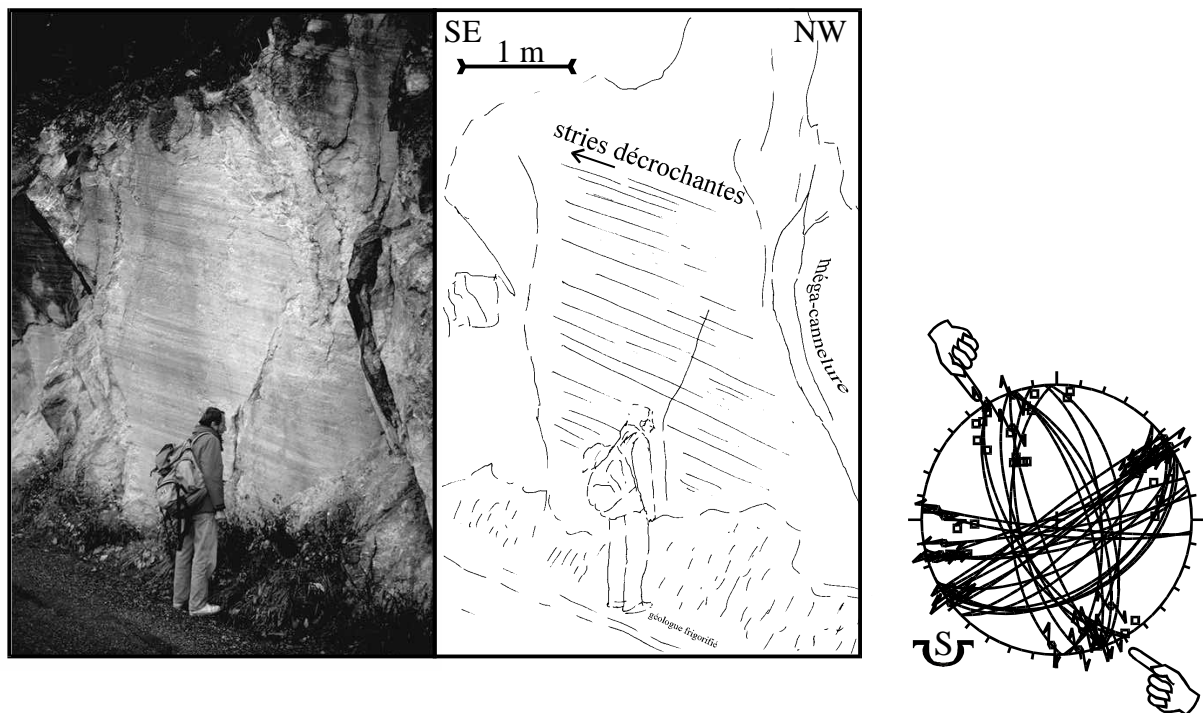 SE
NW
1 m
stries décrochantes
méga-cannelure
géologue frigorifié
S